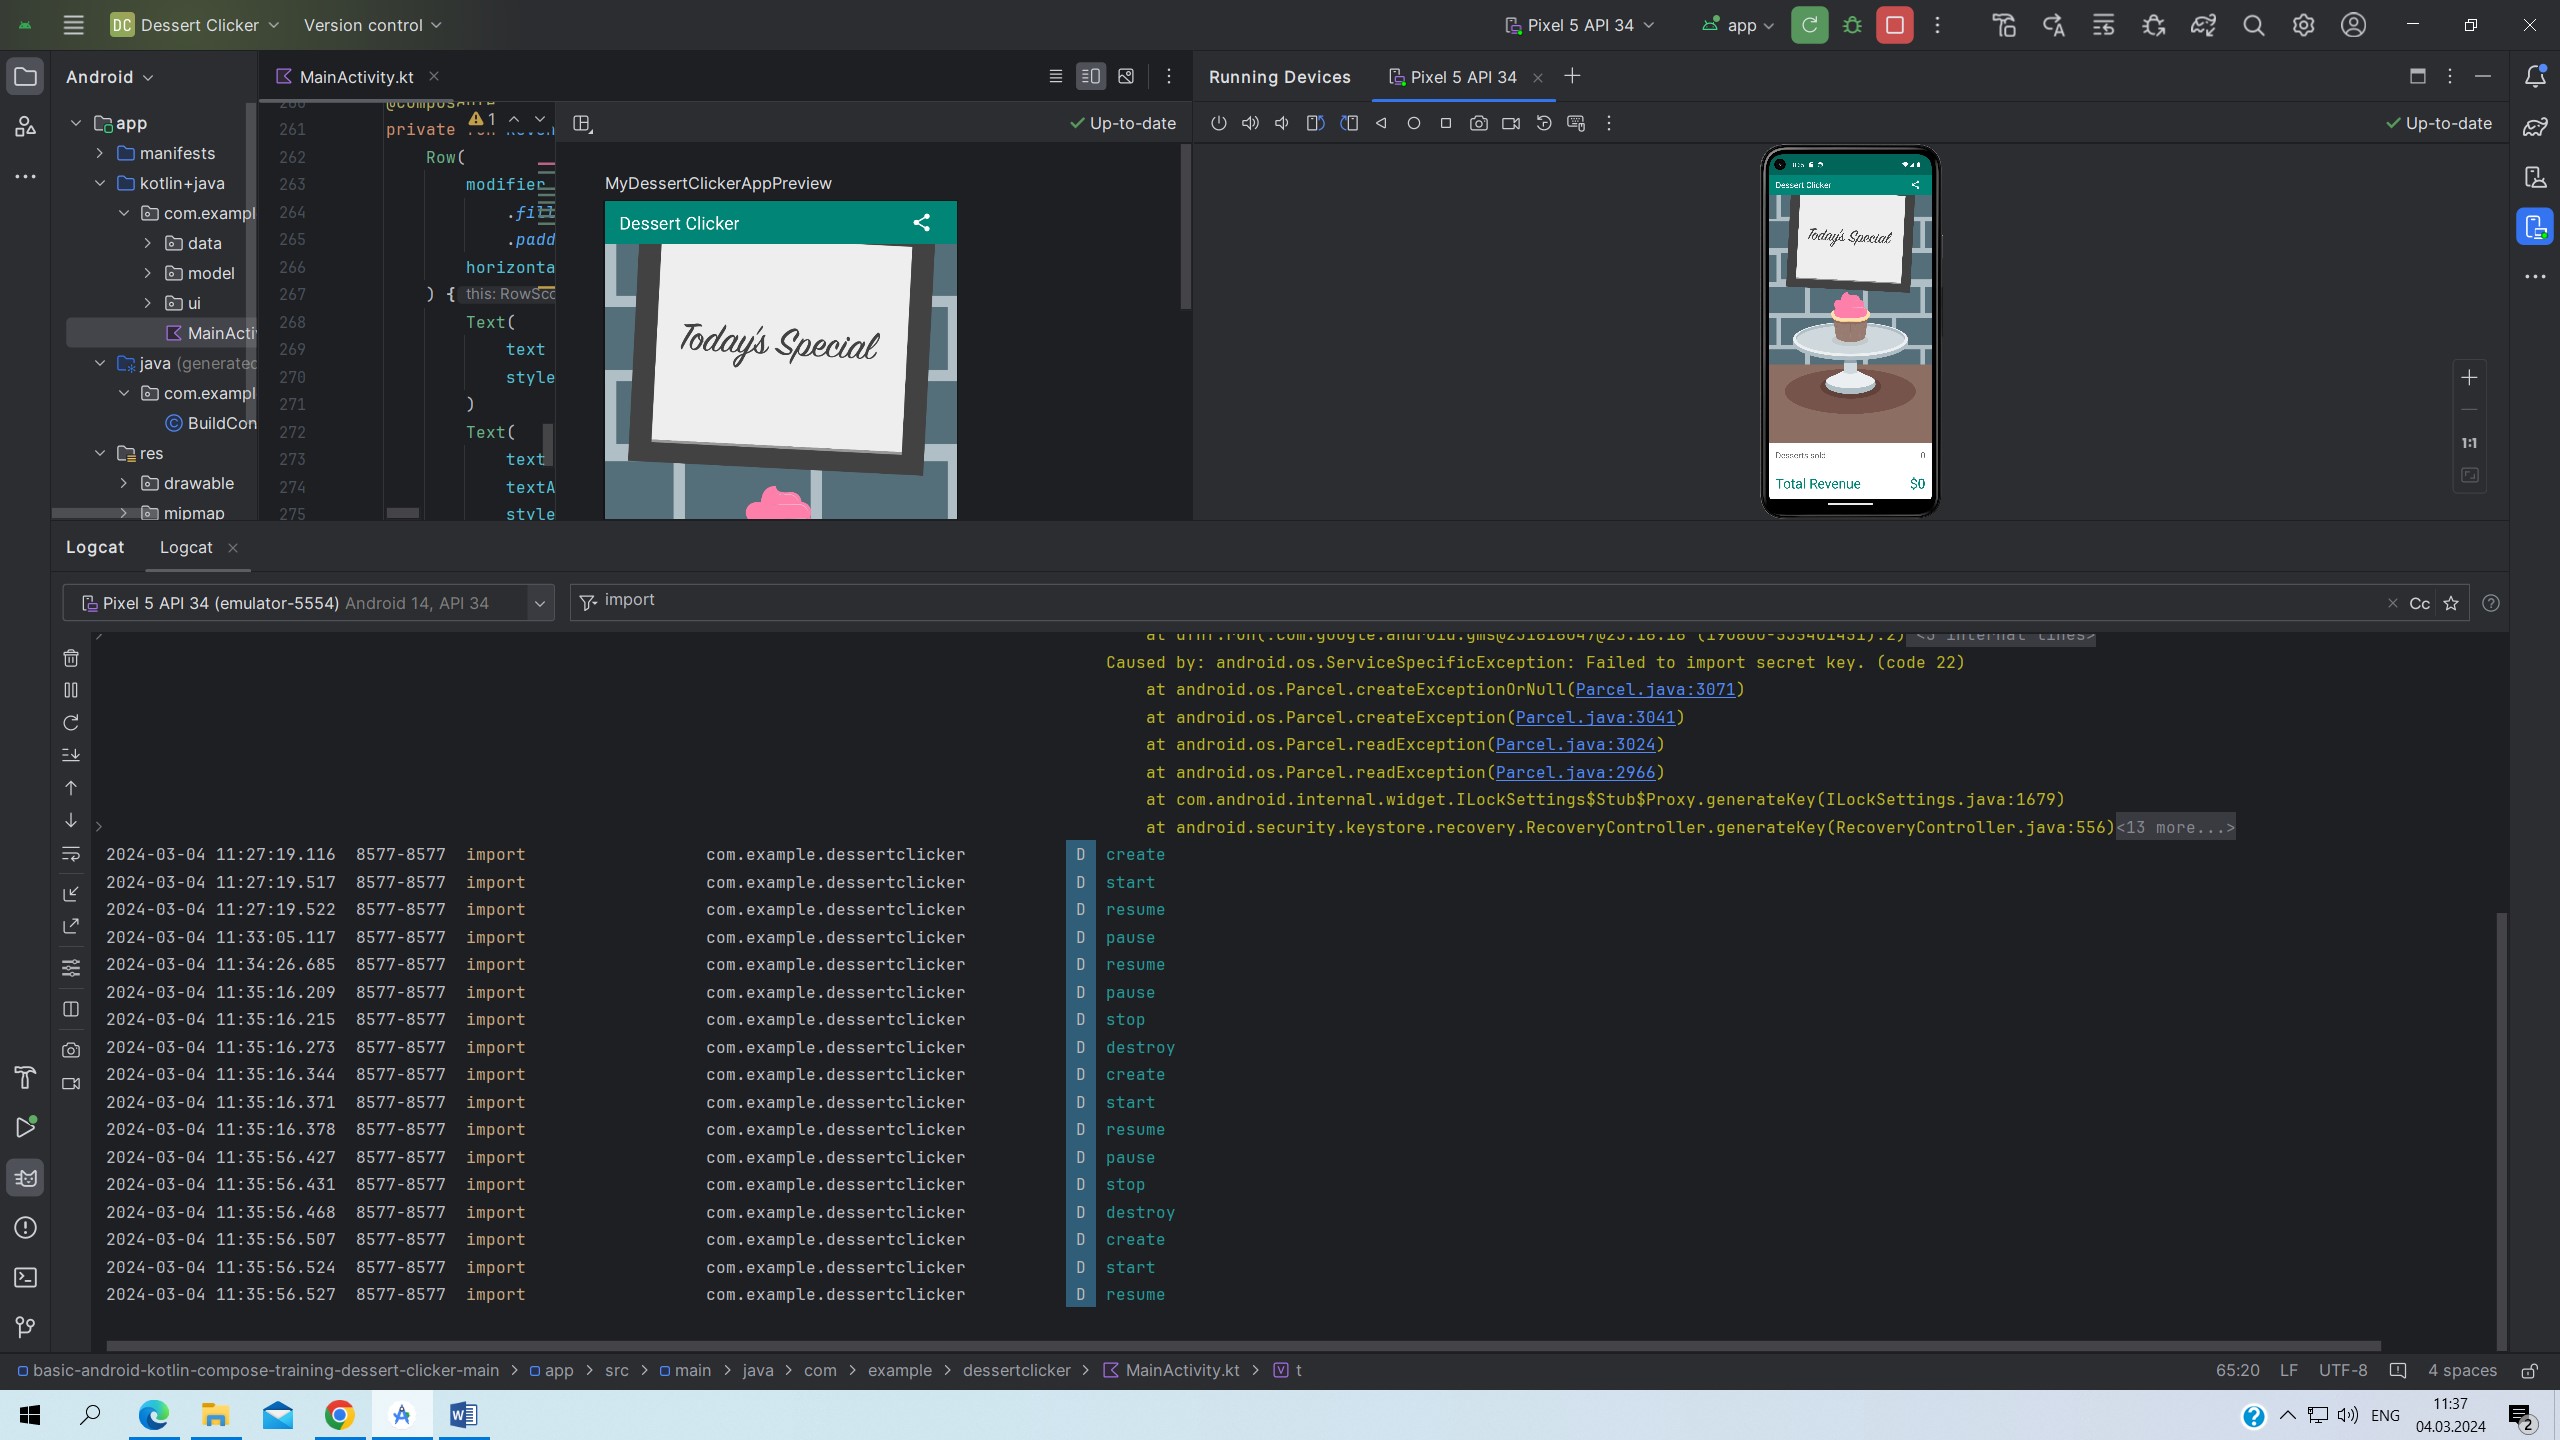 DC Dessert Clicker
Version control
Pixel 5 API 34
app
Android
MainActivity.kt
Running Devices
Pixel 5 API 34
app
manifests
kotlin+java
com.exampl
data
model
ui
MainActi
java (generated
com.exampl
BuildCon
res
drawable
mipmap
1
261 private
262 Row(
263 modifier
264 .fill
265 .padd
266 horizonta
267 ) { this: RowSco
268 Text(
269 text
270 style
271 )
272 Text(
273 text
274 textA
275 style
Up-to-date
MyDessertClickerAppPreview
Dessert Clicker
Today's Special
Up-to-date
Dessert Clicker
Today's Special
Desserts sold 0
Total Revenue $0
1:1
Logcat
Logcat
Pixel 5 API 34 (emulator-5554) Android 14, API 34
import
Cc
Caused by: android.os.ServiceSpecificException: Failed to import secret key. (code 22)
at android.os.Parcel.createExceptionOrNull(Parcel.java:3071)
at android.os.Parcel.createException(Parcel.java:3041)
at android.os.Parcel.readException(Parcel.java:3024)
at android.os.Parcel.readException(Parcel.java:2966)
at com.android.internal.widget.ILockSettings$Stub$Proxy.generateKey(ILockSettings.java:1679)
at android.security.keystore.recovery.RecoveryController.generateKey(RecoveryController.java:556)<13 more...>
2024-03-04 11:27:19.116 8577-8577 import com.example.dessertclicker D create
2024-03-04 11:27:19.517 8577-8577 import com.example.dessertclicker D start
2024-03-04 11:27:19.522 8577-8577 import com.example.dessertclicker D resume
2024-03-04 11:33:05.117 8577-8577 import com.example.dessertclicker D pause
2024-03-04 11:34:26.685 8577-8577 import com.example.dessertclicker D resume
2024-03-04 11:35:16.209 8577-8577 import com.example.dessertclicker D pause
2024-03-04 11:35:16.215 8577-8577 import com.example.dessertclicker D stop
2024-03-04 11:35:16.273 8577-8577 import com.example.dessertclicker D destroy
2024-03-04 11:35:16.344 8577-8577 import com.example.dessertclicker D create
2024-03-04 11:35:16.371 8577-8577 import com.example.dessertclicker D start
2024-03-04 11:35:16.378 8577-8577 import com.example.dessertclicker D resume
2024-03-04 11:35:56.427 8577-8577 import com.example.dessertclicker D pause
2024-03-04 11:35:56.431 8577-8577 import com.example.dessertclicker D stop
2024-03-04 11:35:56.468 8577-8577 import com.example.dessertclicker D destroy
2024-03-04 11:35:56.507 8577-8577 import com.example.dessertclicker D create
2024-03-04 11:35:56.524 8577-8577 import com.example.dessertclicker D start
2024-03-04 11:35:56.527 8577-8577 import com.example.dessertclicker D resume
basic-android-kotlin-compose-training-dessert-clicker-main > app > src > main > java > com > example > dessertclicker > MainActivity.kt > t
65:20 LF UTF-8 4 spaces
ENG
11:37
04.03.2024
2